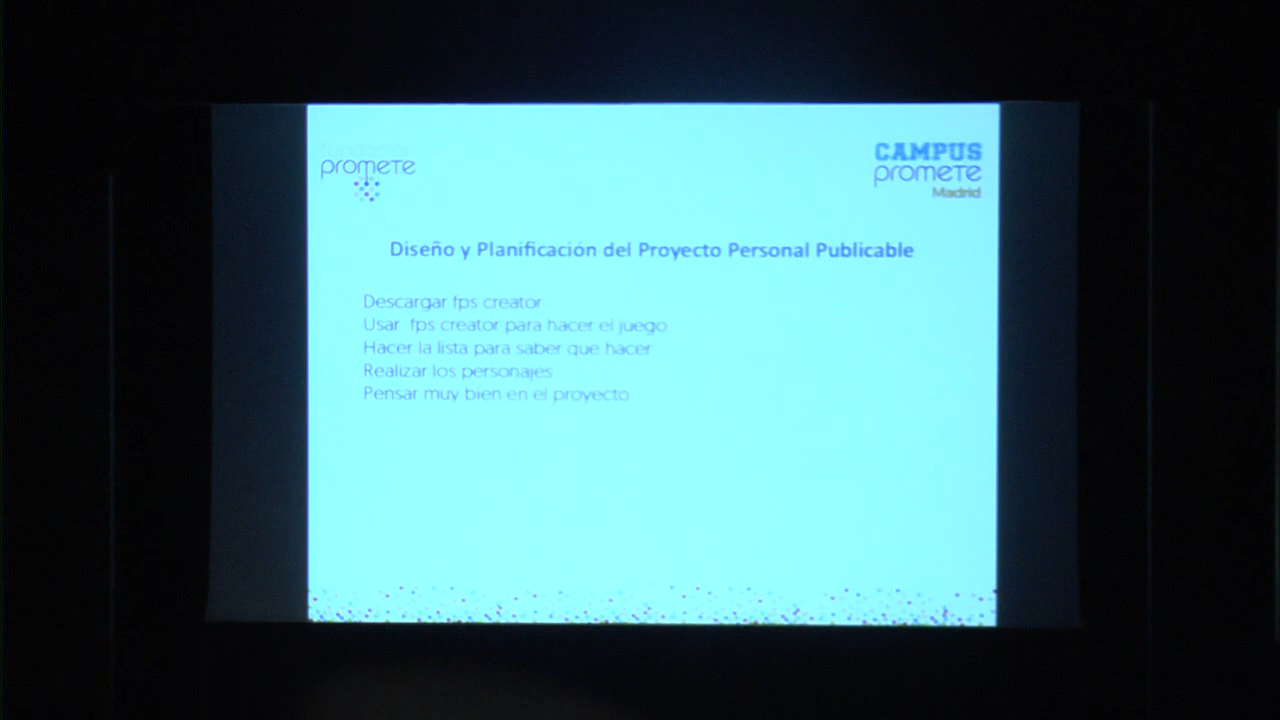 promete
CAMPUS
promete
Madrid
Diseño y Planificación del Proyecto Personal Publicable
Descargar fps creator
Usar fps creator para hacer el juego
Hacer la lista para saber que hacer
Realizar los personajes
Pensar muy bien en el proyecto